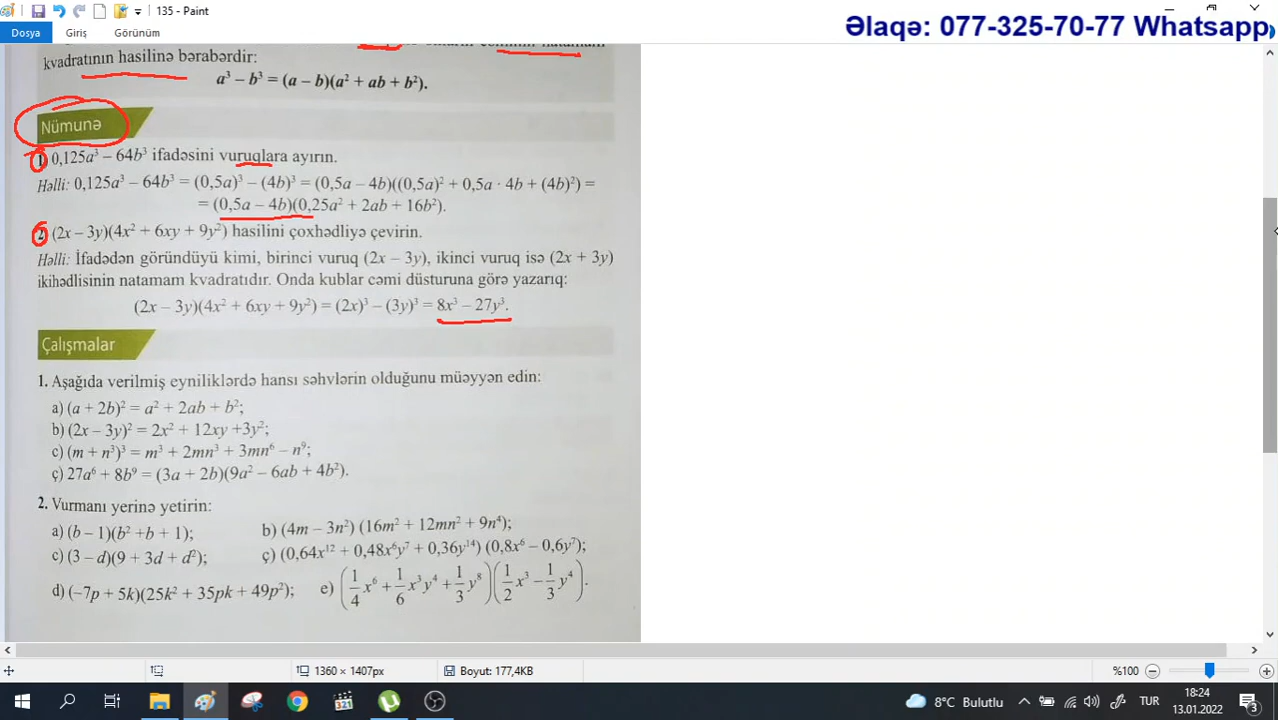 135 - Paint
Dosya Giriş Görünüm
Əlaqə: 077-325-70-77 Whatsapp
kvadratının hasilinə bərabərdir:
a³ – b³ = (a – b)(a² + ab + b²).
Nümunə
1. 0,125a³ – 64b³ ifadəsini vuruqlara ayırın.
Həlli: 0,125a³ – 64b³ = (0,5a)³ – (4b)³ = (0,5a – 4b)((0,5a)² + 0,5a · 4b + (4b)²) =
= (0,5a – 4b)(0,25a² + 2ab + 16b²).
2. (2x – 3y)(4x² + 6xy + 9y²) hasilini çoxhədliyə çevirin.
Həlli: İfadədən göründüyü kimi, birinci vuruq (2x – 3y), ikinci vuruq isə (2x + 3y)
ikihədlisinin natamam kvadratıdır. Onda kublar cəmi düsturuna görə yazarıq:
(2x – 3y)(4x² + 6xy + 9y²) = (2x)³ – (3y)³ = 8x³ – 27y³.
Çalışmalar
1. Aşağıda verilmiş eyniliklərdə hansı səhvlərin olduğunu müəyyən edin:
a) (a + 2b)² = a² + 2ab + b²;
b) (2x – 3y)² = 2x² + 12xy +3y²;
c) (m + n³)³ = m³ + 2mn³ + 3mn⁶ – n⁹;
ç) 27a⁶ + 8b⁹ = (3a + 2b)(9a² – 6ab + 4b²).
2. Vurmanı yerinə yetirin:
a) (b – 1)(b² +b + 1); b) (4m – 3n²) (16m² + 12mn² + 9n⁴);
c) (3 – d)(9 + 3d + d²); ç) (0,64x¹² + 0,48x⁶y⁷ + 0,36y¹⁴) (0,8x⁶ – 0,6y⁷);
d) (–7p + 5k)(25k² + 35pk + 49p²); e) (1/4 x⁶ + 1/6 x³y⁴ + 1/3 y⁸)(1/2 x³ – 1/3 y⁴).
1360 × 1407px Boyut: 177,4KB %100
8°C Bulutlu TUR 18:24
13.01.2022 3